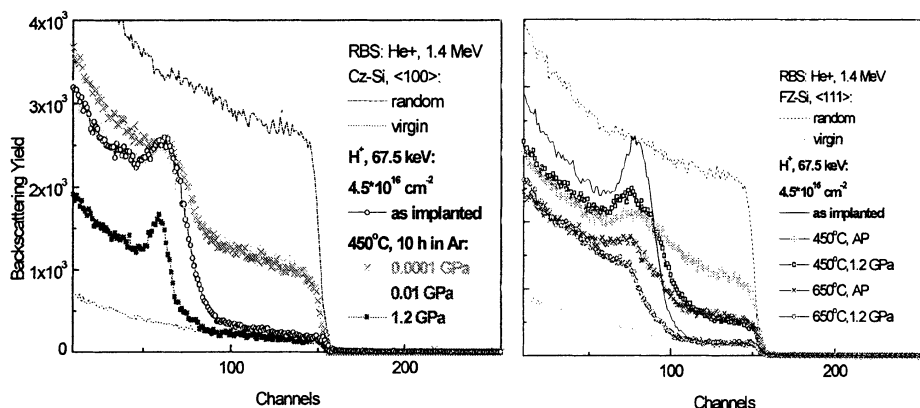 4x10³
3x10³
2x10³
1x10³
0
Backscattering Yield
100
200
Channels
RBS: He+, 1.4 MeV
Cz-Si, <100>:
random
virgin
H⁺, 67.5 keV:
4.5*10¹⁶ cm⁻²
as implanted
450°C, 10 h in Ar:
0.0001 GPa
0.01 GPa
1.2 GPa
100
200
Channels
RBS: He+, 1.4 MeV
FZ-Si, <111>:
random
virgin
H⁺, 67.5 keV:
4.5*10¹⁶ cm⁻²
as implanted
450°C, AP
450°C, 1.2 GPa
650°C, AP
650°C, 1.2 GPa